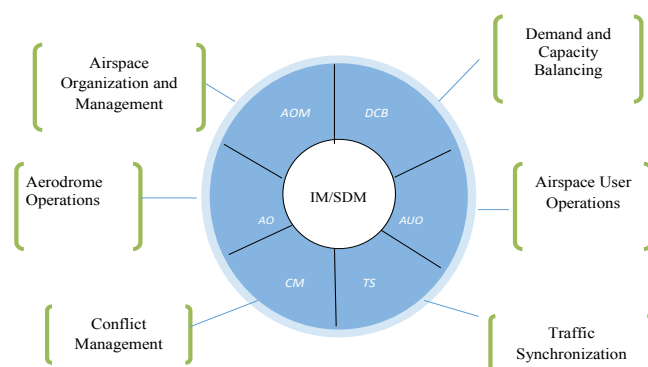 Demand and
Capacity
Balancing
Airspace
Organization and
Management
AOM
DCB
Aerodrome
Operations
IM/SDM
Airspace User
Operations
AO
AUO
CM
TS
Conflict
Management
Traffic
Synchronization